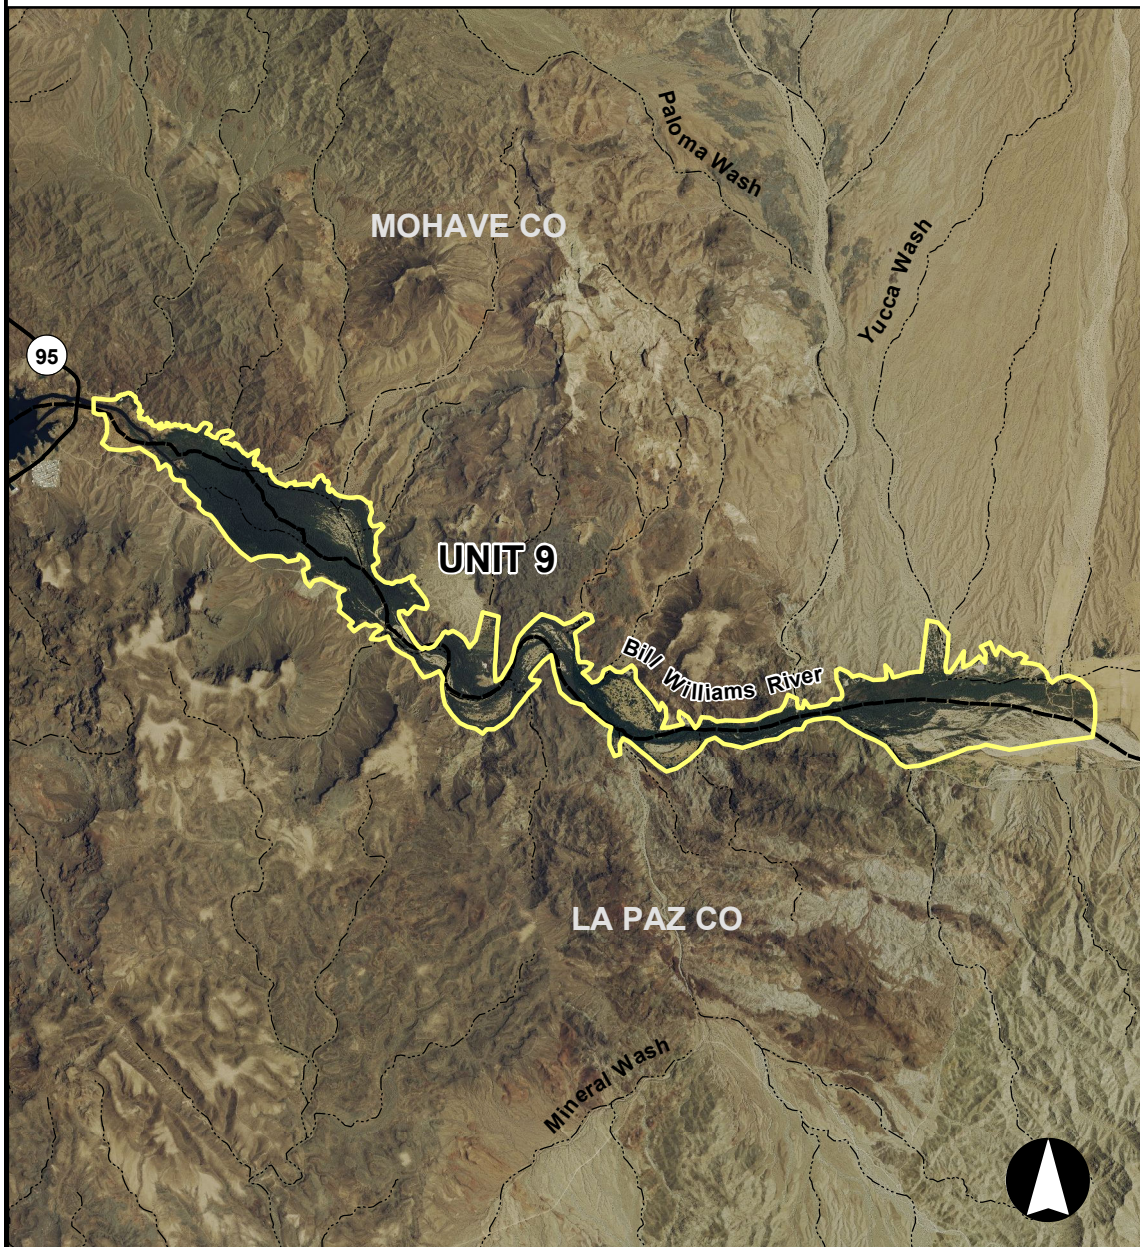 Paloma Wash
MOHAVE CO
Yucca Wash
95
UNIT 9
Bill Williams River
LA PAZ CO
Mineral Wash